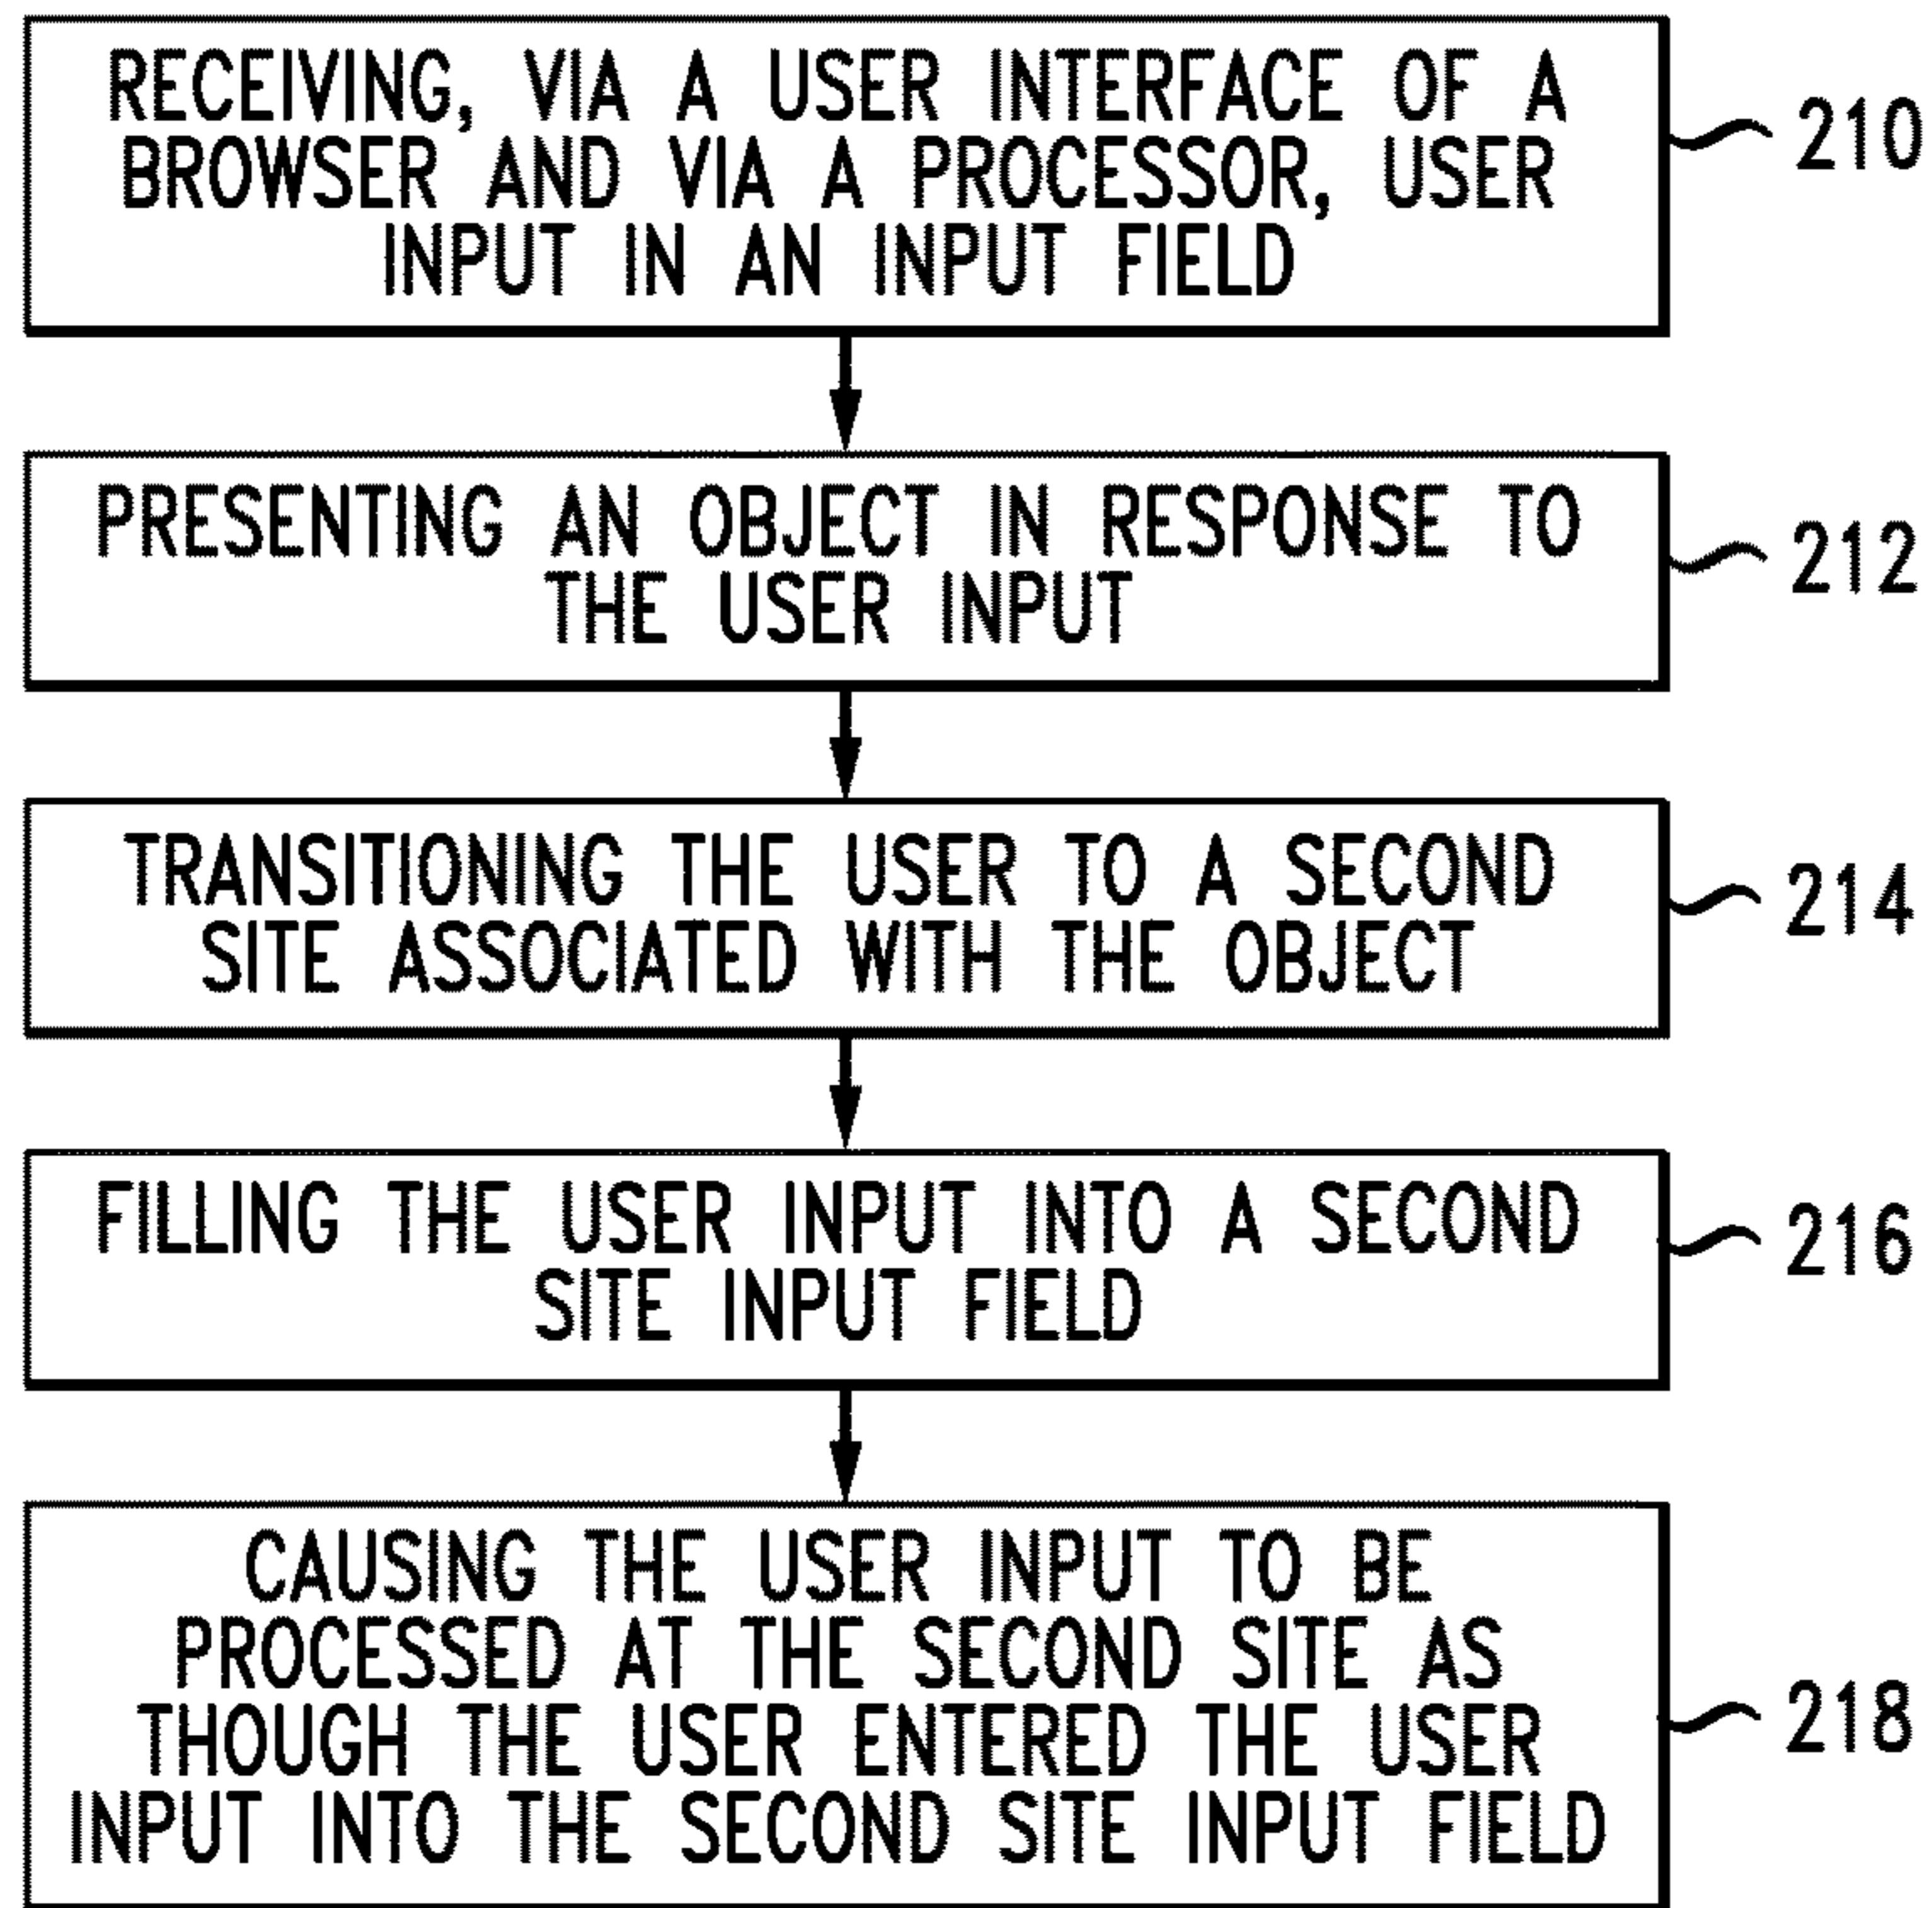 RECEIVING, VIA A USER INTERFACE OF A
BROWSER AND VIA A PROCESSOR, USER
INPUT IN AN INPUT FIELD
210
PRESENTING AN OBJECT IN RESPONSE TO
THE USER INPUT
212
TRANSITIONING THE USER TO A SECOND
SITE ASSOCIATED WITH THE OBJECT
214
FILLING THE USER INPUT INTO A SECOND
SITE INPUT FIELD
216
CAUSING THE USER INPUT TO BE
PROCESSED AT THE SECOND SITE AS
THOUGH THE USER ENTERED THE USER
INPUT INTO THE SECOND SITE INPUT FIELD
218